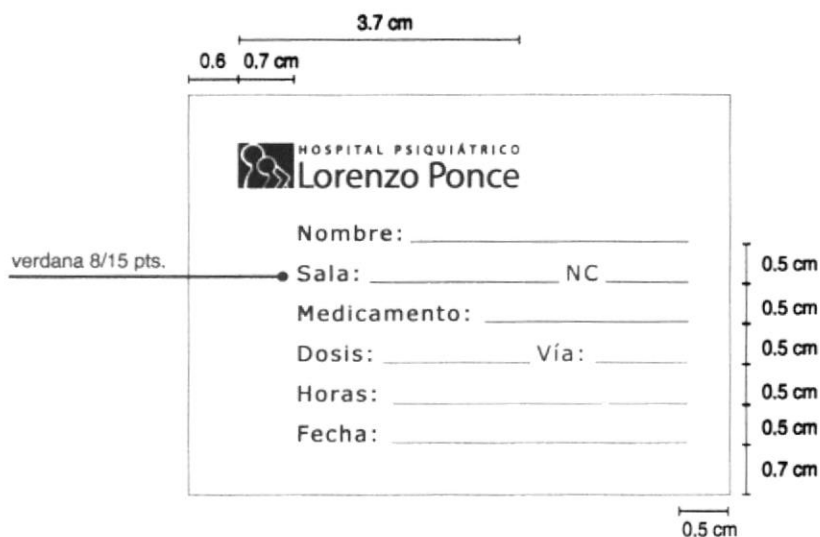 3.7 cm
0.6 0.7 cm
HOSPITAL PSIQUIÁTRICO
Lorenzo Ponce
Nombre:
verdana 8/15 pts.
Sala: NC
0.5 cm
Medicamento:
0.5 cm
Dosis: Vía:
0.5 cm
Horas:
0.5 cm
Fecha:
0.5 cm
0.7 cm
0.5 cm